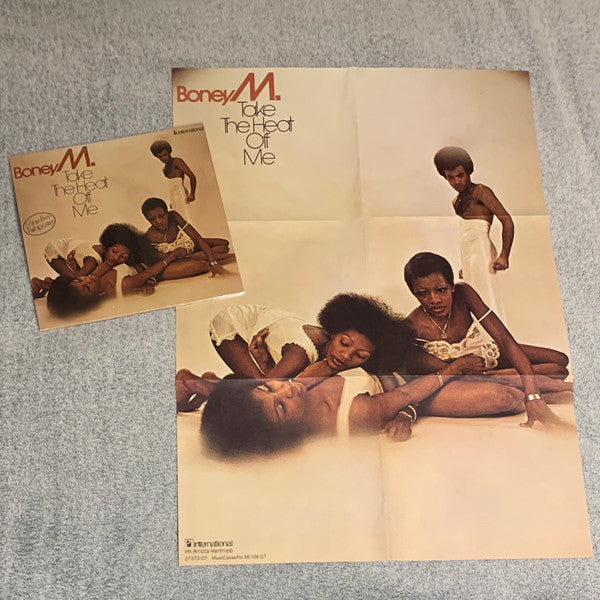 Boney M.
Take
The Heat
Off
Me
international
Boney M.
Take
The Heat
Off
Me
international
im Ariola-Vertrieb
27 573 OT MusiCassette 56 109 OT